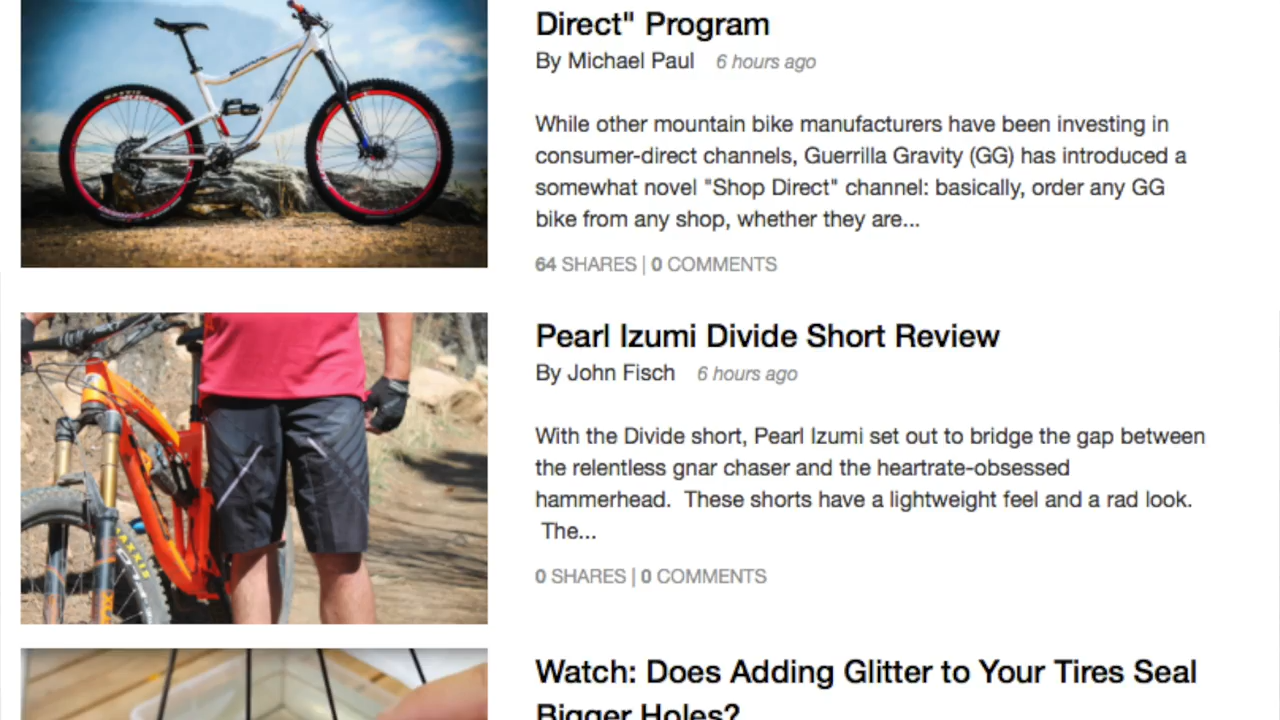 Direct" Program
By Michael Paul 6 hours ago
While other mountain bike manufacturers have been investing in
consumer-direct channels, Guerrilla Gravity (GG) has introduced a
somewhat novel "Shop Direct" channel: basically, order any GG
bike from any shop, whether they are...
64 SHARES | 0 COMMENTS
Pearl Izumi Divide Short Review
By John Fisch 6 hours ago
With the Divide short, Pearl Izumi set out to bridge the gap between
the relentless gnar chaser and the heartrate-obsessed
hammerhead. These shorts have a lightweight feel and a rad look.
The...
0 SHARES | 0 COMMENTS
MAXXIS
Watch: Does Adding Glitter to Your Tires Seal
Bigger Holes?